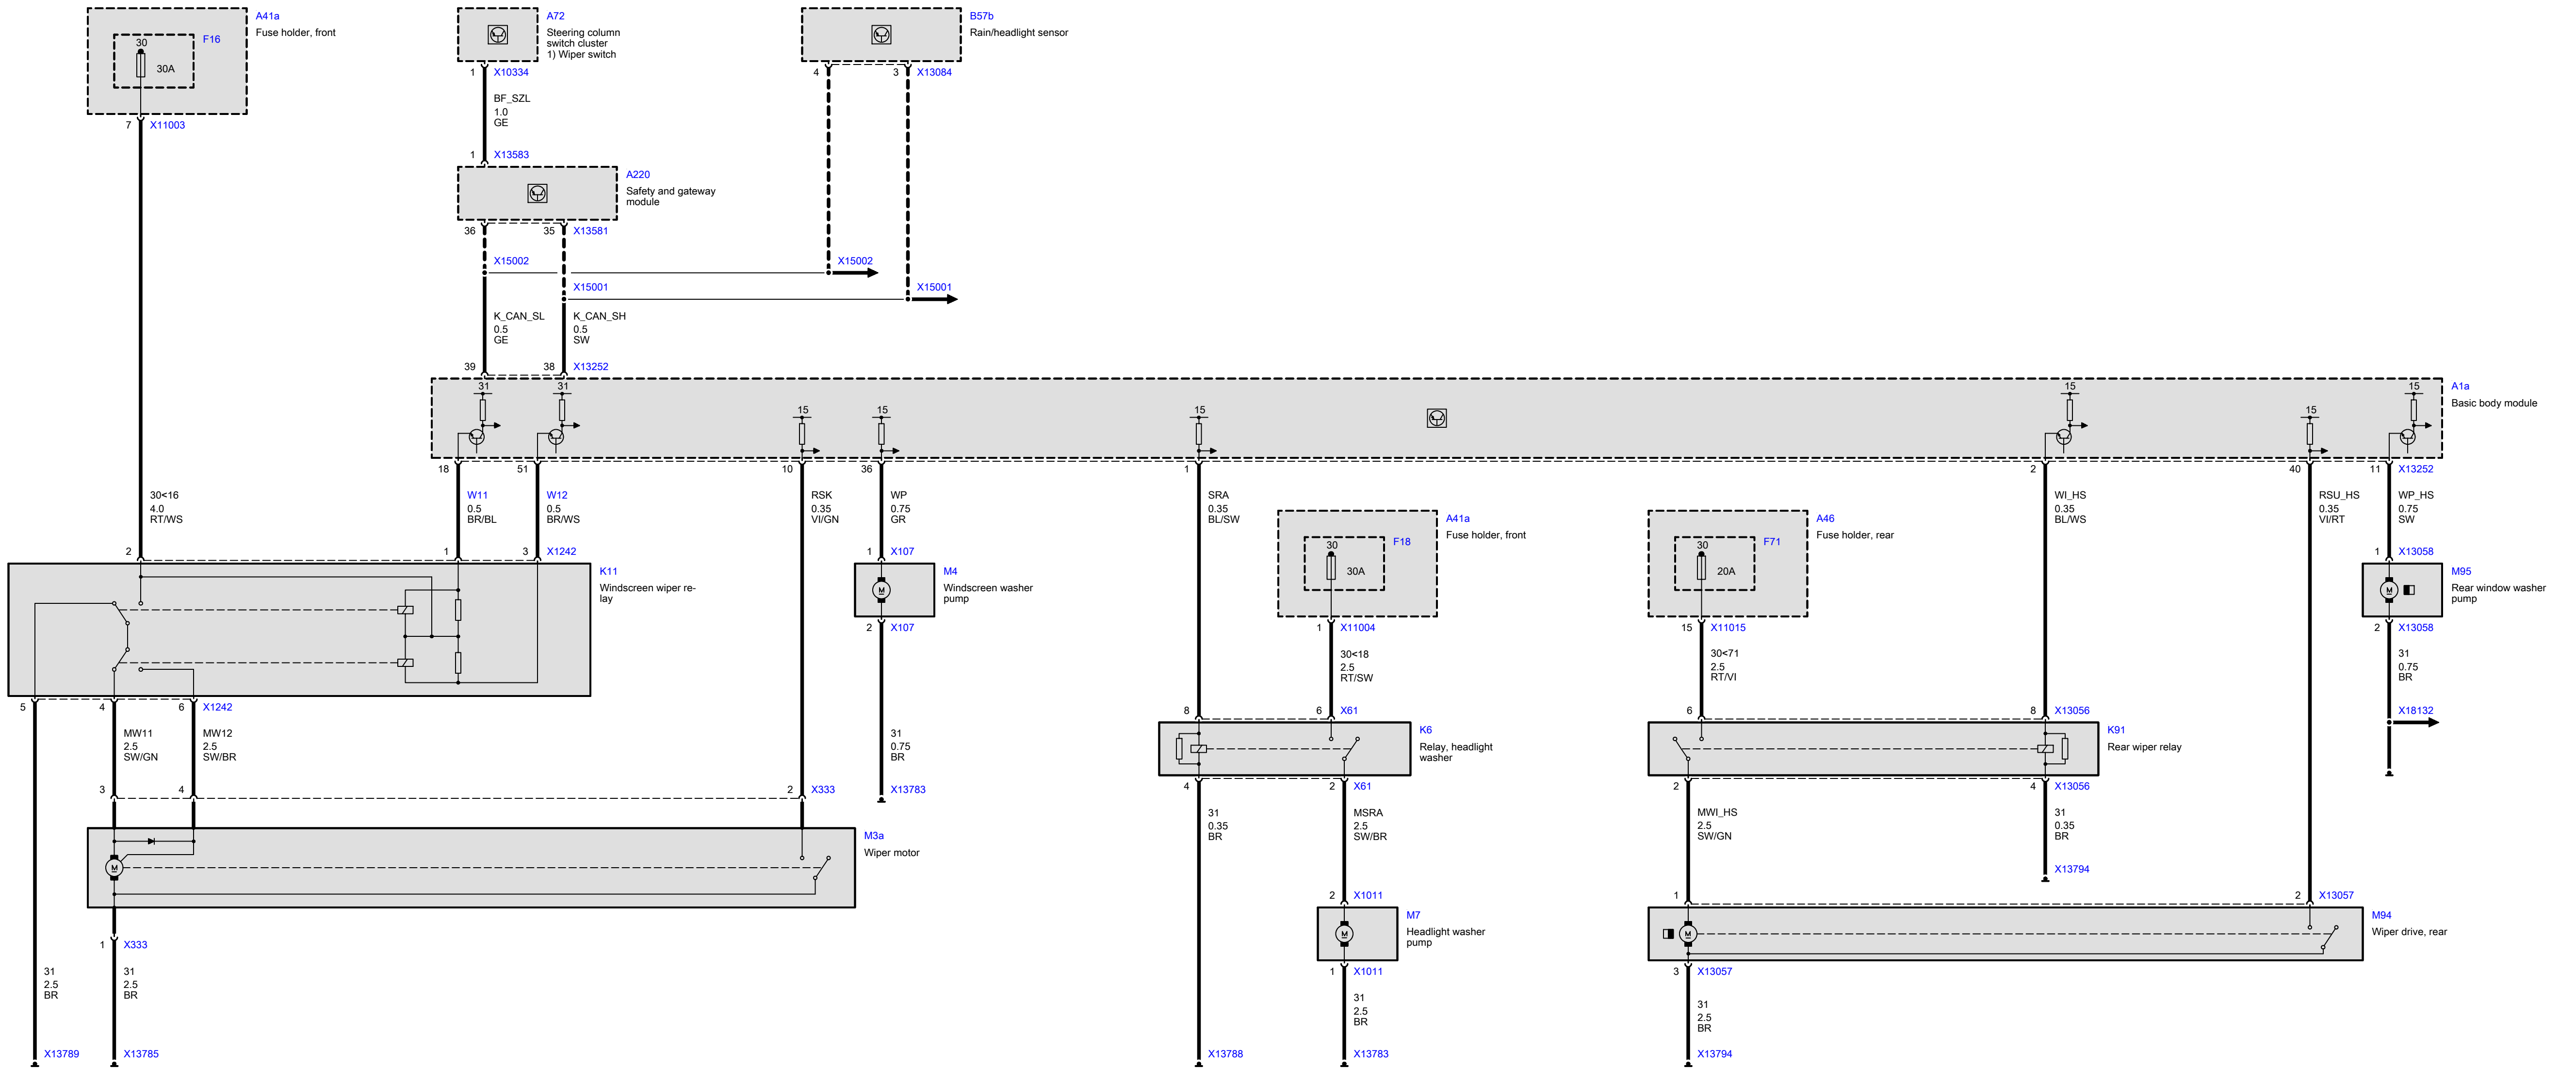 A41a
Fuse holder, front
F16
30
30A
7
X11003
A72
Steering column
switch cluster
1) Wiper switch
1
X10334
BF_SZL
1.0
GE
1
X13583
A220
Safety and gateway
module
36
35
X13581
X15002
X15001
B57b
Rain/headlight sensor
4
3
X13084
X15002
X15001
K_CAN_SL
0.5
GE
K_CAN_SH
0.5
SW
39
38
X13252
31
31
15
15
15
15
15
15
A1a
Basic body module
18
51
10
36
1
2
40
11
X13252
30<16
4.0
RT/WS
W11
0.5
BR/BL
W12
0.5
BR/WS
RSK
0.35
VI/GN
WP
0.75
GR
SRA
0.35
BL/SW
WI_HS
0.35
BL/WS
RSU_HS
0.35
VI/RT
WP_HS
0.75
SW
2
1
3
X1242
K11
Windscreen wiper re-
lay
1
X107
M4
Windscreen washer
pump
M
2
X107
A41a
Fuse holder, front
F18
30
30A
1
X11004
A46
Fuse holder, rear
F71
30
20A
15
X11015
1
X13058
M95
Rear window washer
pump
M
2
X13058
30<18
2.5
RT/SW
30<71
2.5
RT/VI
31
0.75
BR
X18132
5
4
6
X1242
MW11
2.5
SW/GN
MW12
2.5
SW/BR
31
0.75
BR
X13783
8
6
X61
K6
Relay, headlight
washer
4
2
X61
6
8
X13056
K91
Rear wiper relay
2
4
X13056
3
4
2
X333
M3a
Wiper motor
M
1
X333
31
0.35
BR
MSRA
2.5
SW/BR
MWI_HS
2.5
SW/GN
31
0.35
BR
X13794
2
X1011
M7
Headlight washer
pump
M
1
X1011
1
2
X13057
M94
Wiper drive, rear
M
3
X13057
31
2.5
BR
31
2.5
BR
31
2.5
BR
31
2.5
BR
X13789
X13785
X13788
X13783
X13794